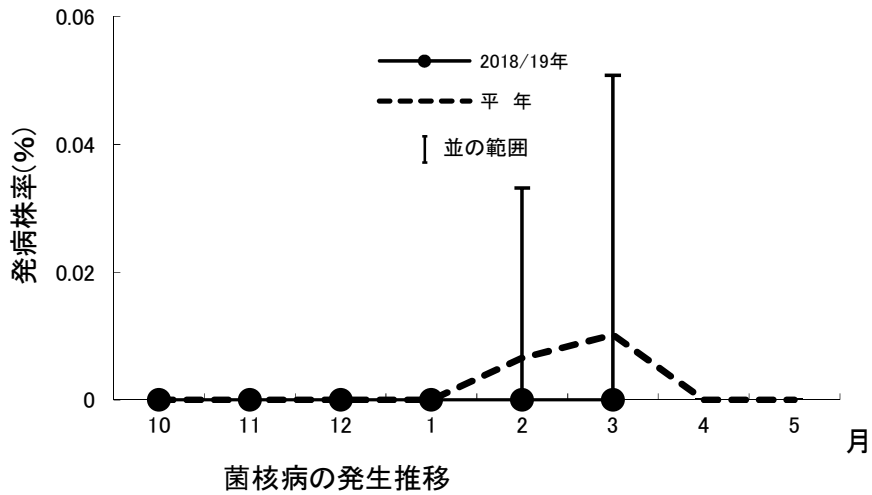 0.06
2018/19年
平 年
並の範囲
0.04
発病株率(%)
0.02
0
10 11 12 1 2 3 4 5
月
菌核病の発生推移